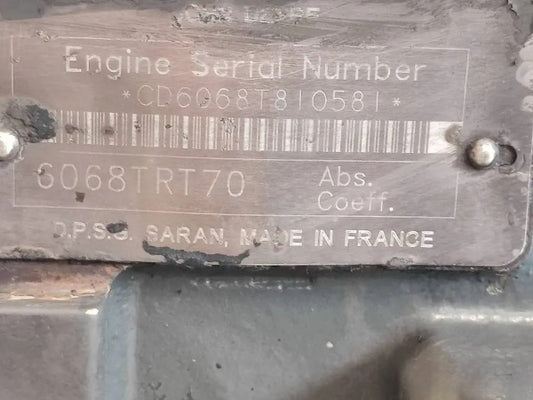 Engine Serial Number
*CD6068T810581*
6068TRT70 Abs.
Coeff.
D.P.S.G. SARAN, MADE IN FRANCE